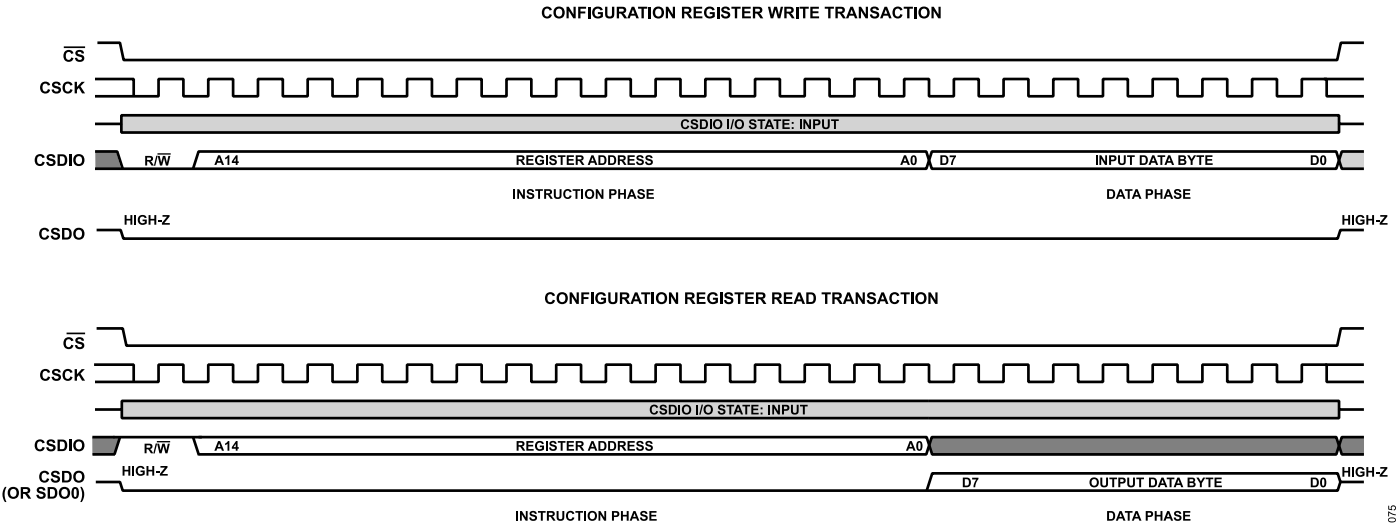 CONFIGURATION REGISTER WRITE TRANSACTION
CS
CSCK
CSDIO I/O STATE: INPUT
CSDIO R/W A14 REGISTER ADDRESS A0 D7 INPUT DATA BYTE D0
INSTRUCTION PHASE DATA PHASE
HIGH-Z HIGH-Z
CSDO
CONFIGURATION REGISTER READ TRANSACTION
CS
CSCK
CSDIO I/O STATE: INPUT
CSDIO R/W A14 REGISTER ADDRESS A0
HIGH-Z HIGH-Z
CSDO
(OR SDO0) D7 OUTPUT DATA BYTE D0
INSTRUCTION PHASE DATA PHASE
075